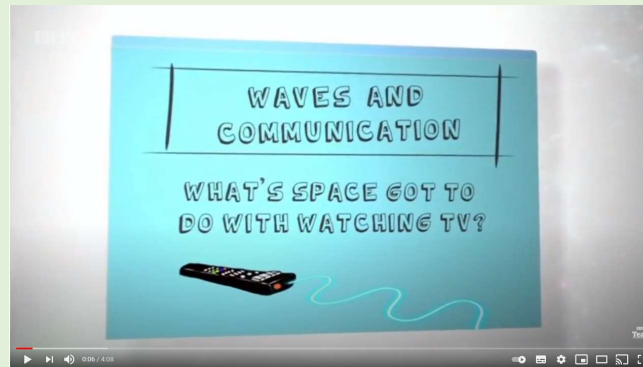 WAVES AND
COMMUNICATION
WHAT'S SPACE GOT TO
DO WITH WATCHING TV?
0:06 / 4:08